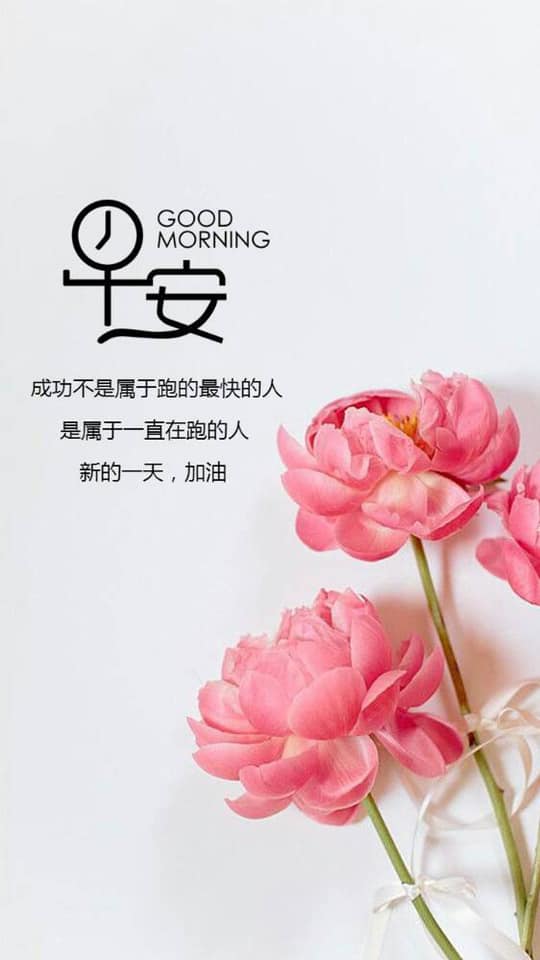 GOOD
MORNING
早安
成功不是属于跑的最快的人
是属于一直在跑的人
新的一天，加油